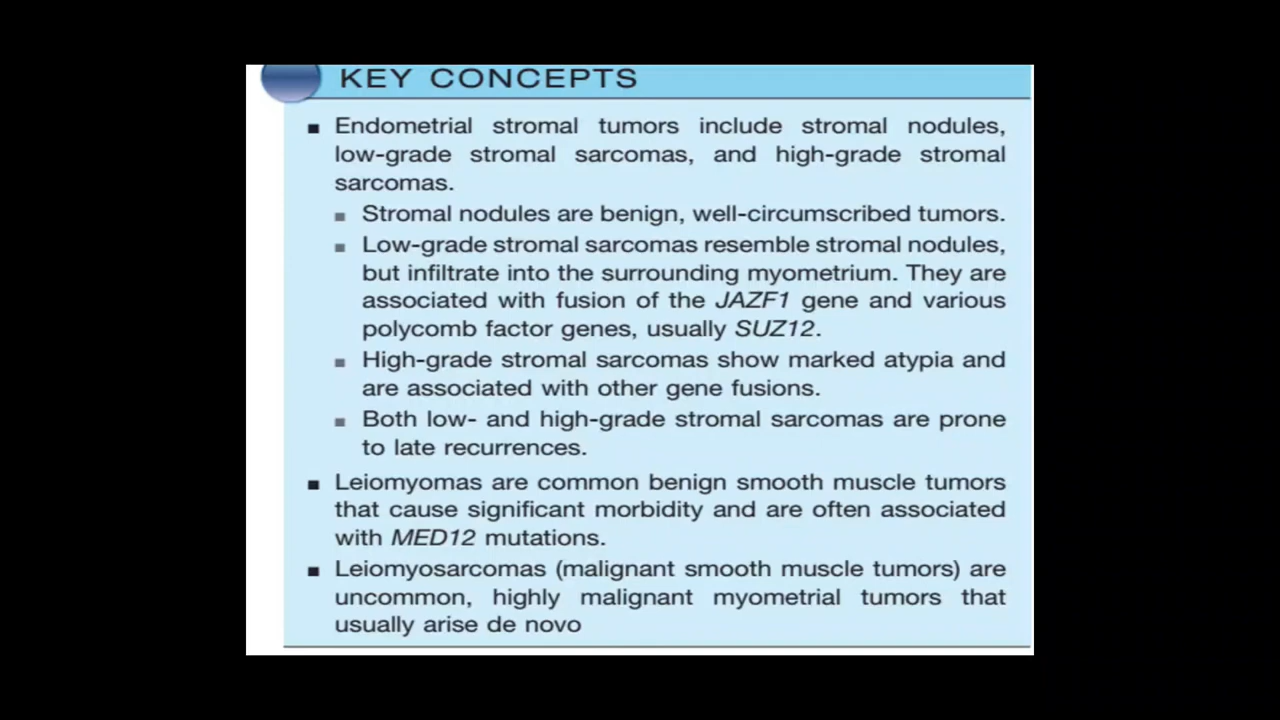 KEY CONCEPTS
■ Endometrial stromal tumors include stromal nodules,
low-grade stromal sarcomas, and high-grade stromal
sarcomas.
■ Stromal nodules are benign, well-circumscribed tumors.
■ Low-grade stromal sarcomas resemble stromal nodules,
but infiltrate into the surrounding myometrium. They are
associated with fusion of the JAZF1 gene and various
polycomb factor genes, usually SUZ12.
■ High-grade stromal sarcomas show marked atypia and
are associated with other gene fusions.
■ Both low- and high-grade stromal sarcomas are prone
to late recurrences.
■ Leiomyomas are common benign smooth muscle tumors
that cause significant morbidity and are often associated
with MED12 mutations.
■ Leiomyosarcomas (malignant smooth muscle tumors) are
uncommon, highly malignant myometrial tumors that
usually arise de novo